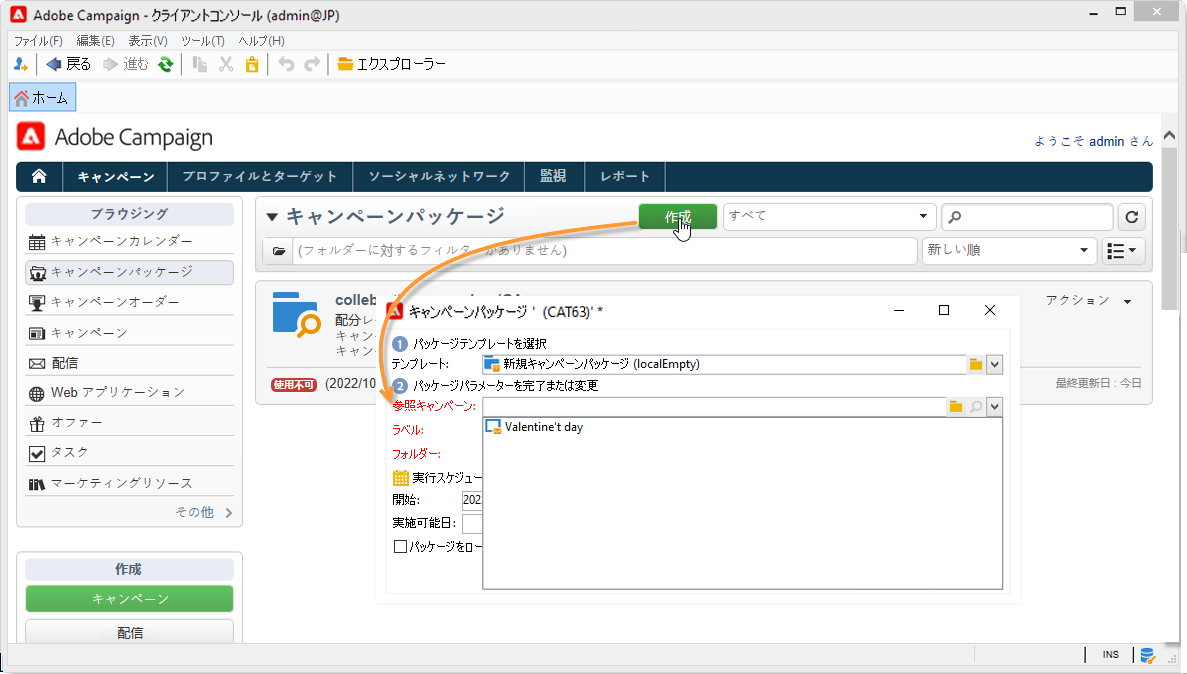 Adobe Campaign - クライアントコンソール (admin@JP)
ファイル(F) 編集(E) 表示(V) ツール(T) ヘルプ(H)
戻る 進む エクスプローラー
ホーム
Adobe Campaign
ようこそ admin さん
キャンペーン プロファイルとターゲット ソーシャルネットワーク 監視 レポート
ブラウジング
キャンペーンカレンダー
キャンペーンパッケージ
キャンペーンオーダー
キャンペーン
配信
Web アプリケーション
オファー
タスク
マーケティングリソース
その他
作成
キャンペーン
配信
キャンペーンパッケージ 作成 すべて
(フォルダーに対するフィルターがありません) 新しい順
アクション
配分レ
キャン
キャン
使用不可 (2022/10
最終更新日 : 今日
キャンペーンパッケージ ' (CAT63)' *
1 パッケージテンプレートを選択
テンプレート: 新規キャンペーンパッケージ (localEmpty)
2 パッケージパラメーターを完了または変更
参照キャンペーン:
Valentine't day
ラベル:
フォルダー:
実行スケジュー
開始: 202
実施可能日:
パッケージをロー
INS